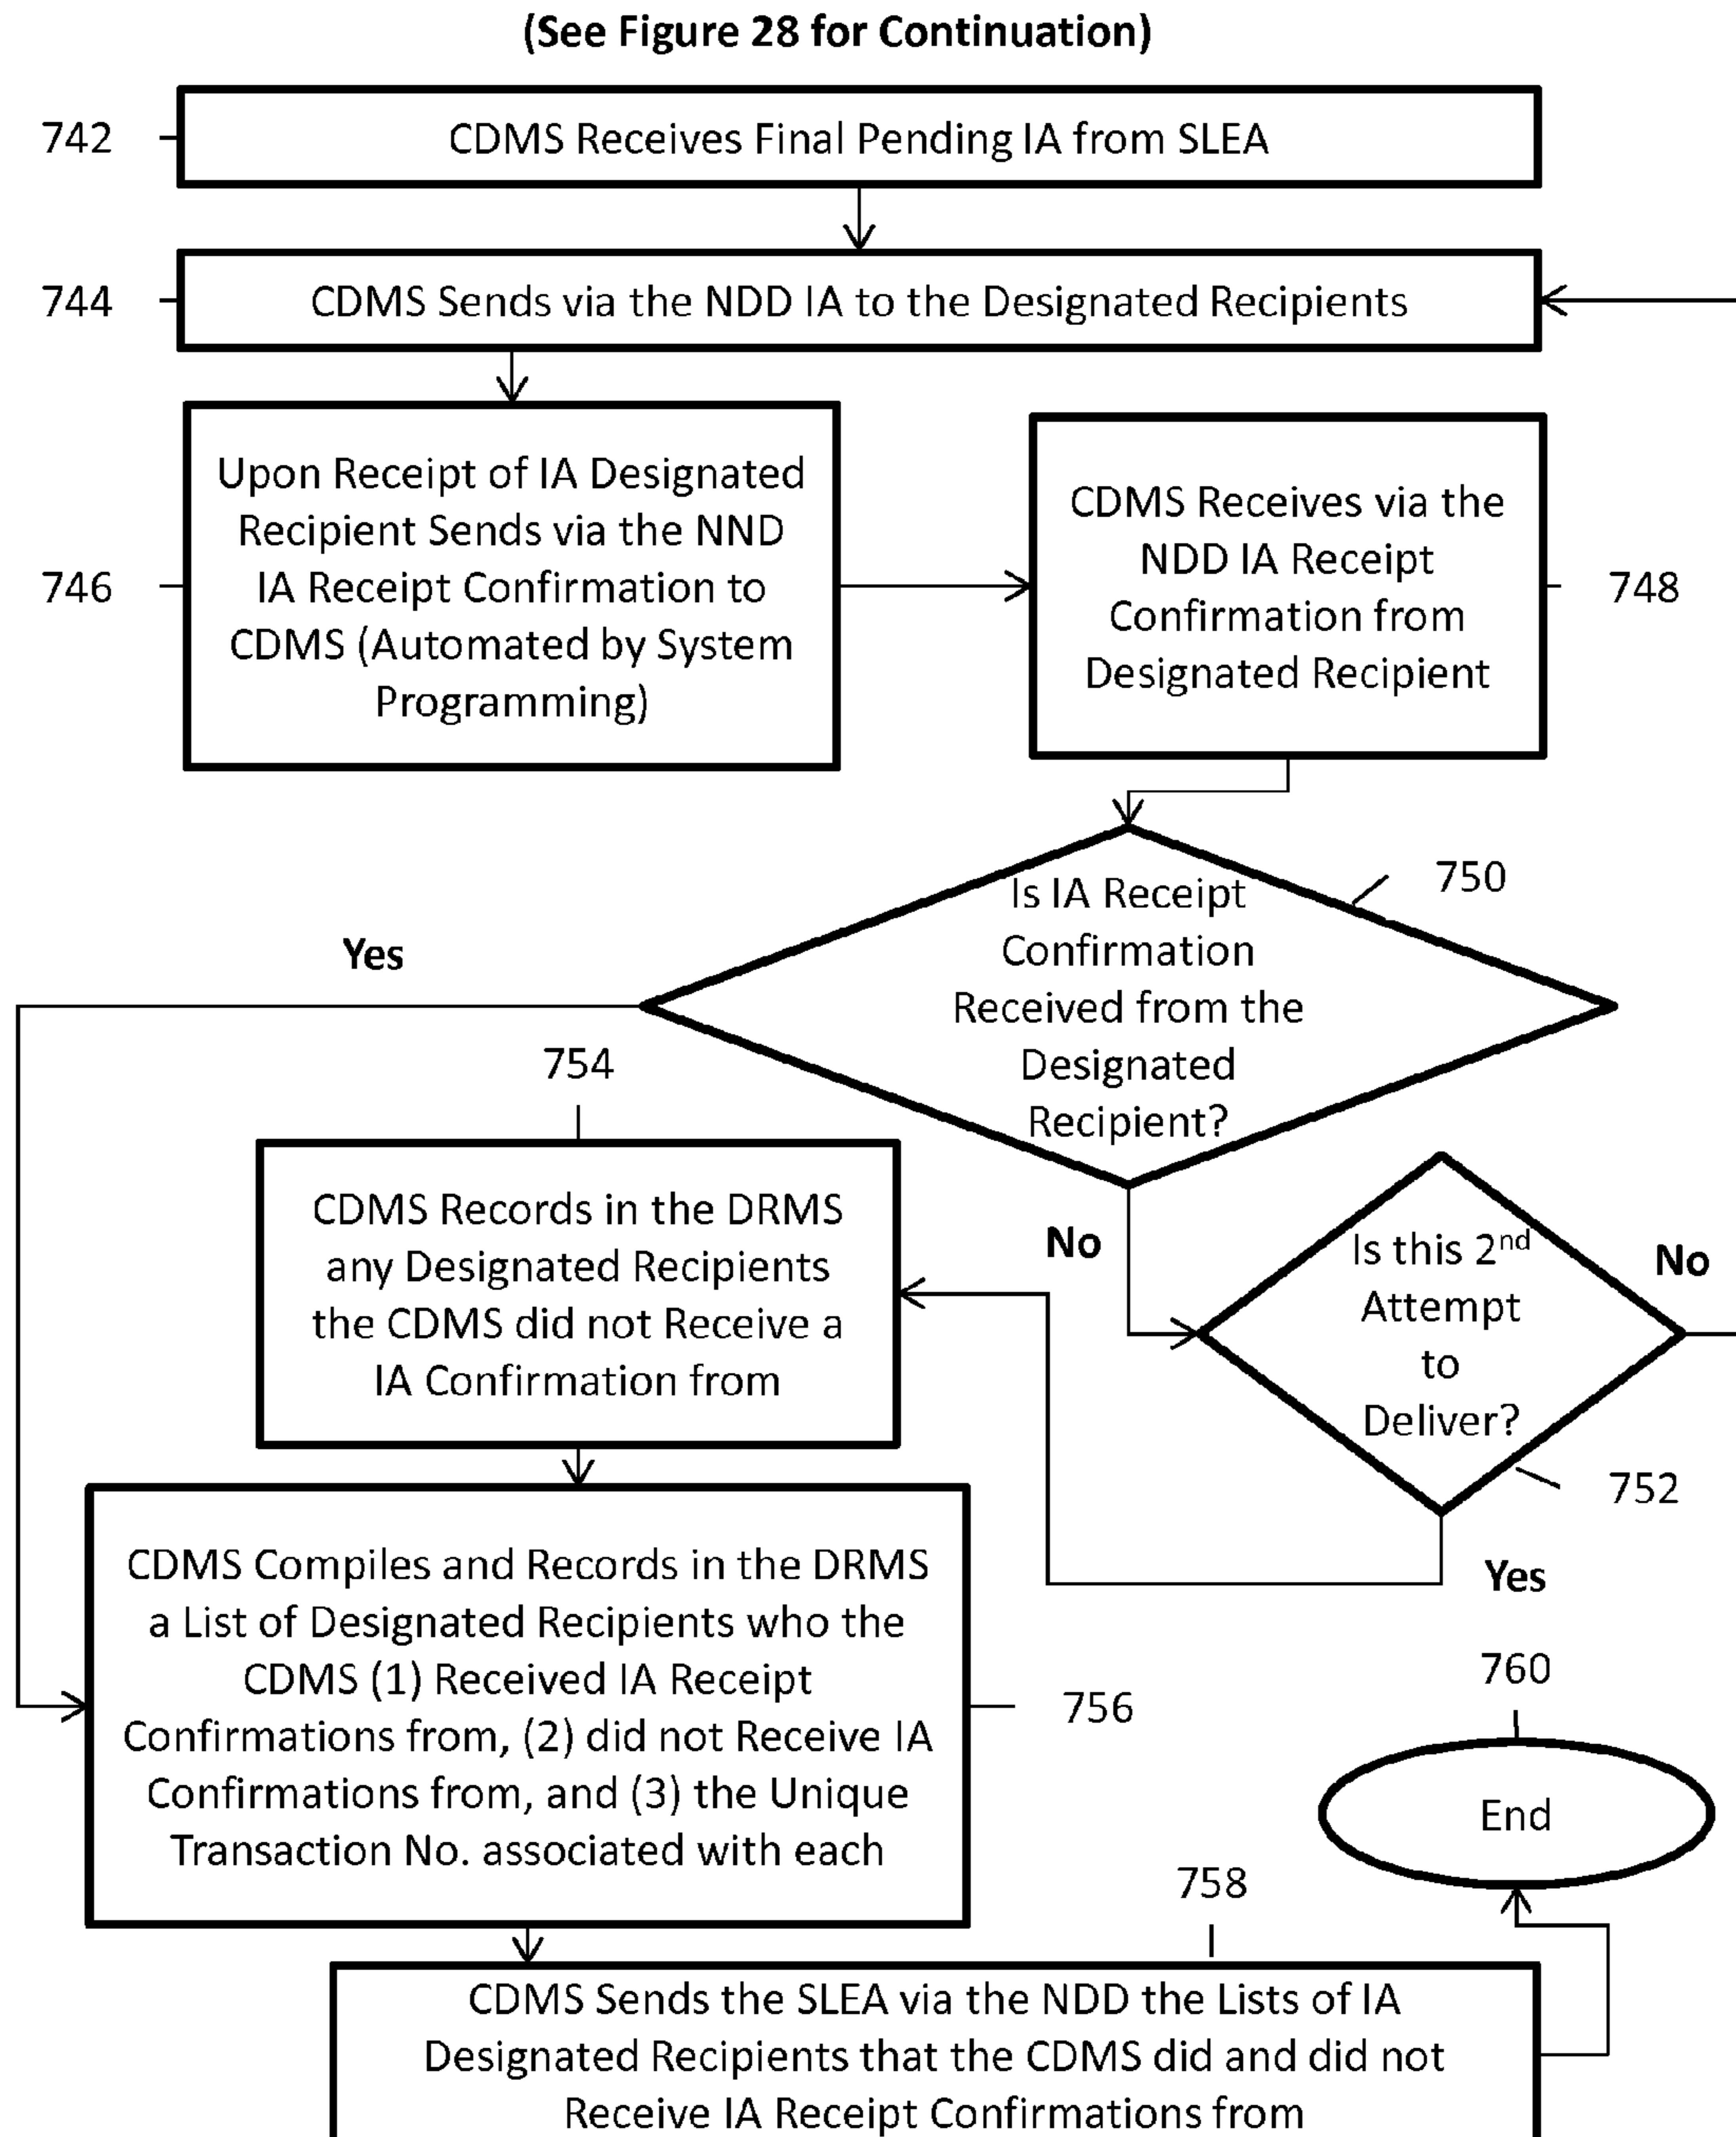 (See Figure 28 for Continuation)
742
CDMS Receives Final Pending IA from SLEA
744
CDMS Sends via the NDD IA to the Designated Recipients
746
Upon Receipt of IA Designated
Recipient Sends via the NND
IA Receipt Confirmation to
CDMS (Automated by System
Programming)
CDMS Receives via the
NDD IA Receipt
Confirmation from
Designated Recipient
748
750
Is IA Receipt
Confirmation
Received from the
Designated
Recipient?
Yes
No
Is this 2nd
Attempt
to
Deliver?
No
752
Yes
754
CDMS Records in the DRMS
any Designated Recipients
the CDMS did not Receive a
IA Confirmation from
CDMS Compiles and Records in the DRMS
a List of Designated Recipients who the
CDMS (1) Received IA Receipt
Confirmations from, (2) did not Receive IA
Confirmations from, and (3) the Unique
Transaction No. associated with each
756
758
CDMS Sends the SLEA via the NDD the Lists of IA
Designated Recipients that the CDMS did and did not
Receive IA Receipt Confirmations from
760
End